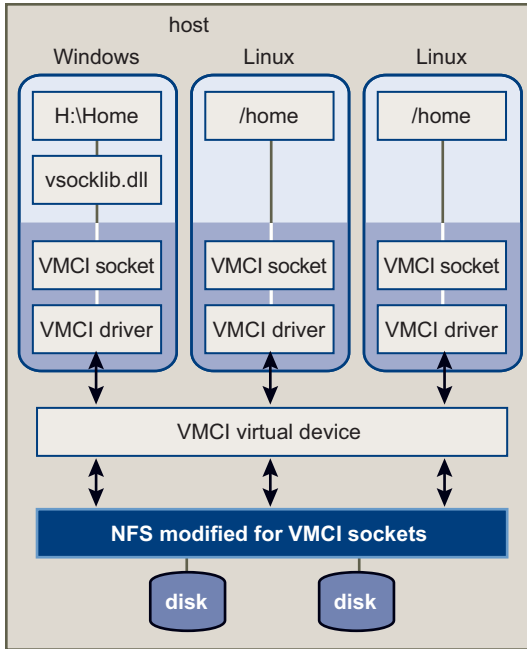 host
Windows
Linux
Linux
H:\Home
/home
/home
vsocklib.dll
VMCI socket
VMCI socket
VMCI socket
VMCI driver
VMCI driver
VMCI driver
VMCI virtual device
NFS modified for VMCI sockets
disk
disk